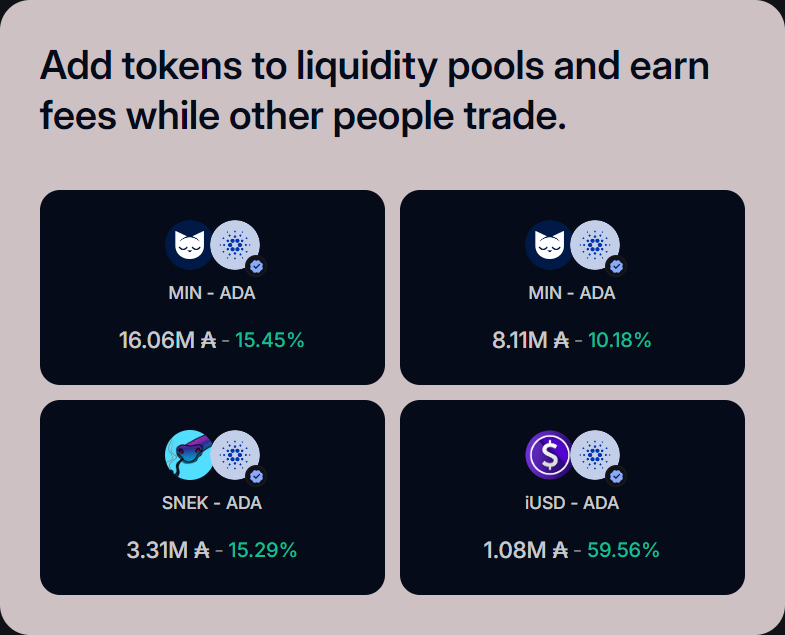 Add tokens to liquidity pools and earn
fees while other people trade.
MIN - ADA
16.06M ₳ - 15.45%
MIN - ADA
8.11M ₳ - 10.18%
SNEK - ADA
3.31M ₳ - 15.29%
$
iUSD - ADA
1.08M ₳ - 59.56%